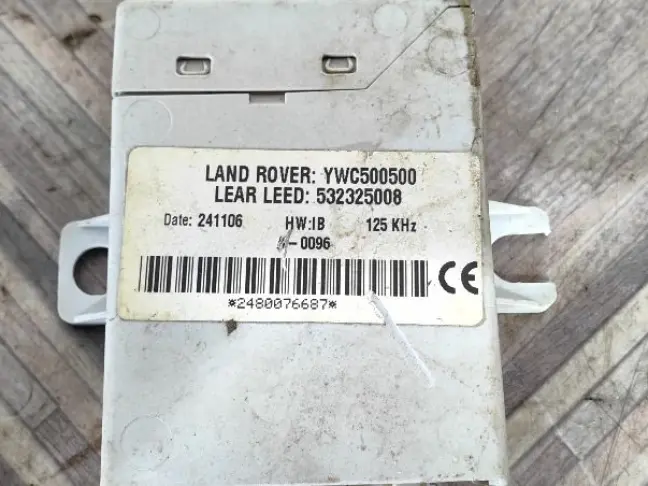 LAND ROVER: YWC500500
LEAR LEED: 532325008
Date: 241106 HW:IB 125 KHz
-0096
*2480076687*
CE